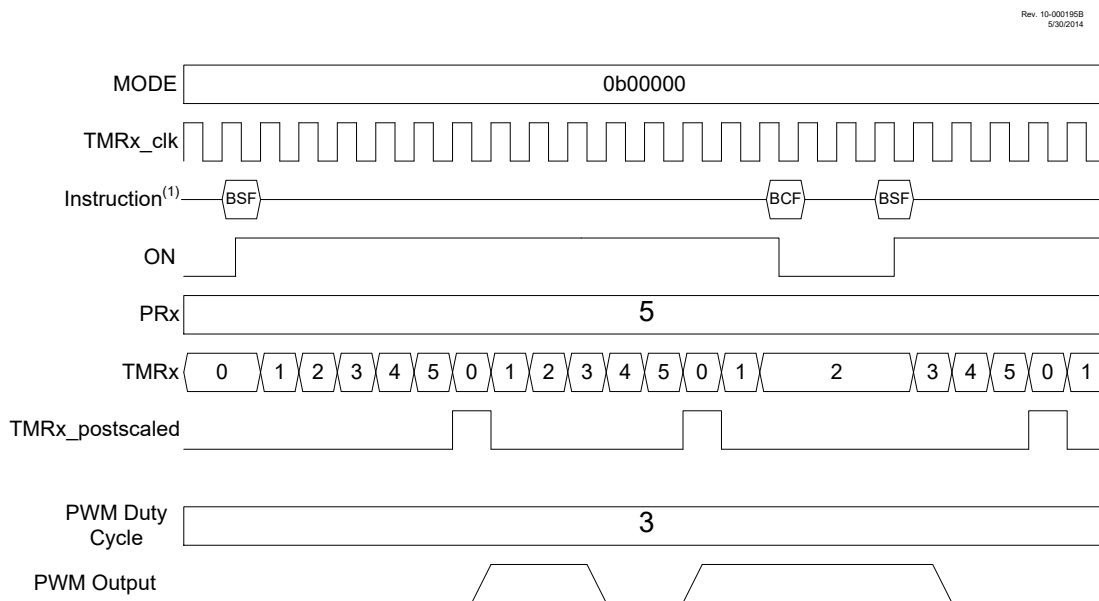 Rev. 10-000195B
5/30/2014
MODE 0b00000
TMRx_clk
Instruction(1) BSF BCF BSF
ON
PRx 5
TMRx 0 1 2 3 4 5 0 1 2 3 4 5 0 1 2 3 4 5 0 1
TMRx_postscaled
PWM Duty
Cycle 3
PWM Output